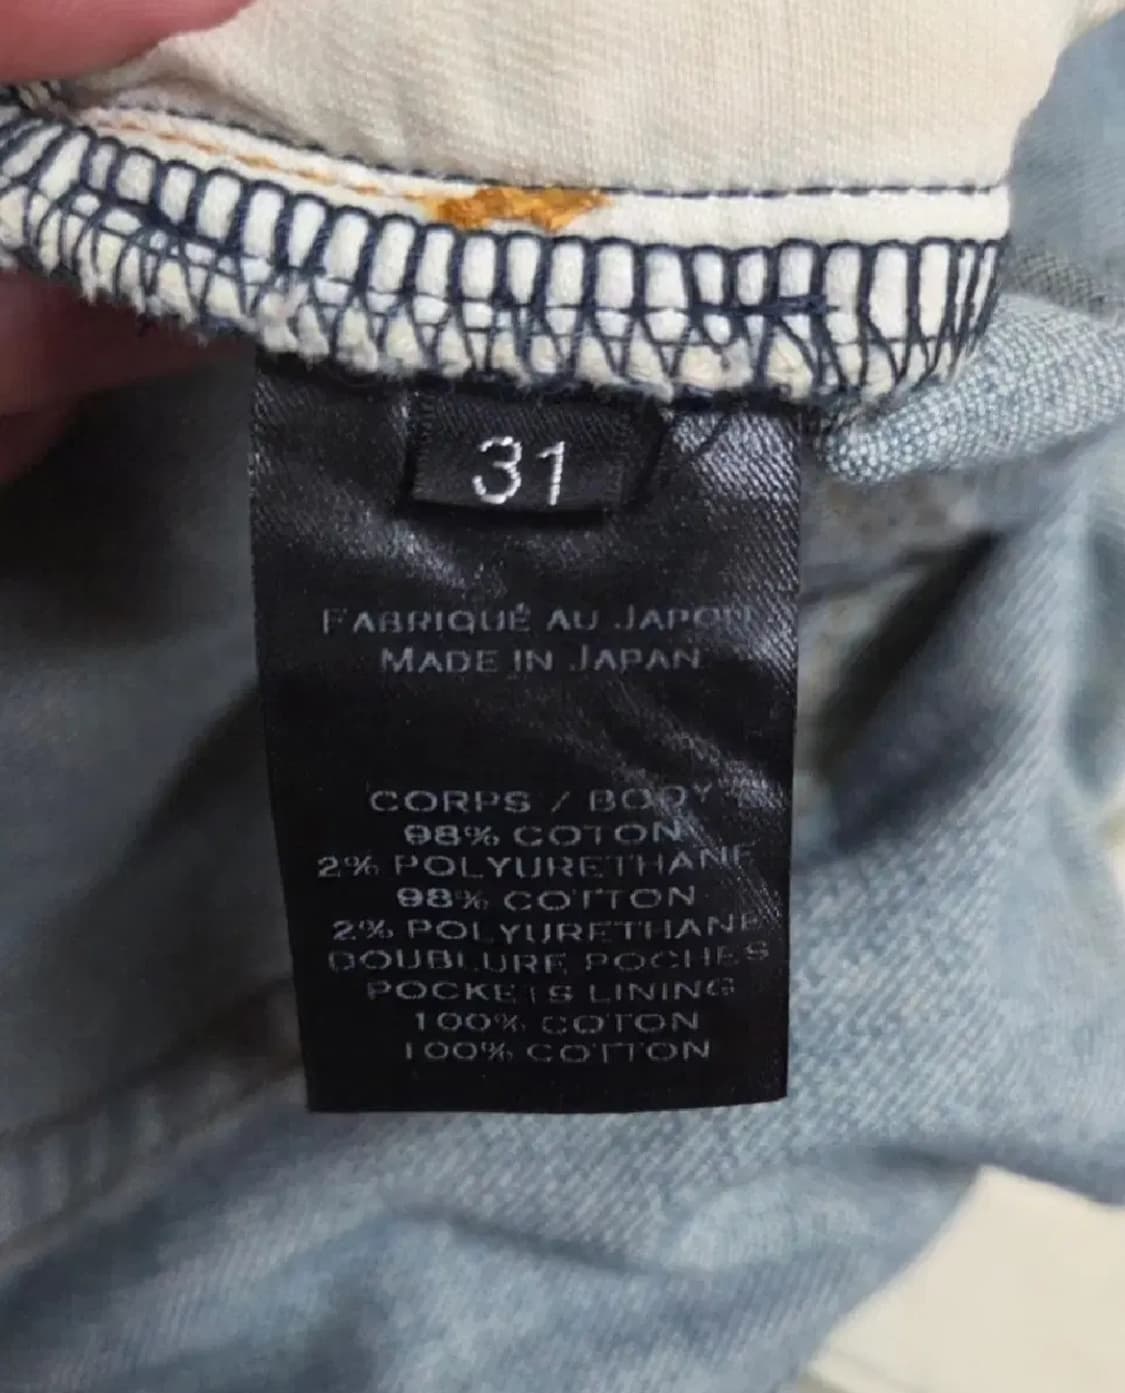 31
FABRIQUÉ AU JAPON
MADE IN JAPAN
CORPS / BODY
98% COTON
2% POLYURETHANE
98% COTTON
2% POLYURETHANE
DOUBLURE POCHES
POCKETS LINING
100% COTON
100% COTTON